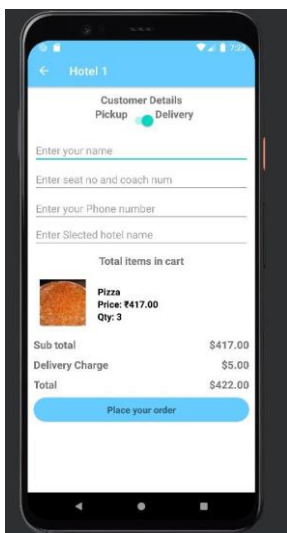 7:23
Hotel 1
Customer Details
Pickup Delivery
Enter your name
Enter seat no and coach num
Enter your Phone number
Enter Slected hotel name
Total items in cart
Pizza
Price: ₹417.00
Qty: 3
Sub total $417.00
Delivery Charge $5.00
Total $422.00
Place your order